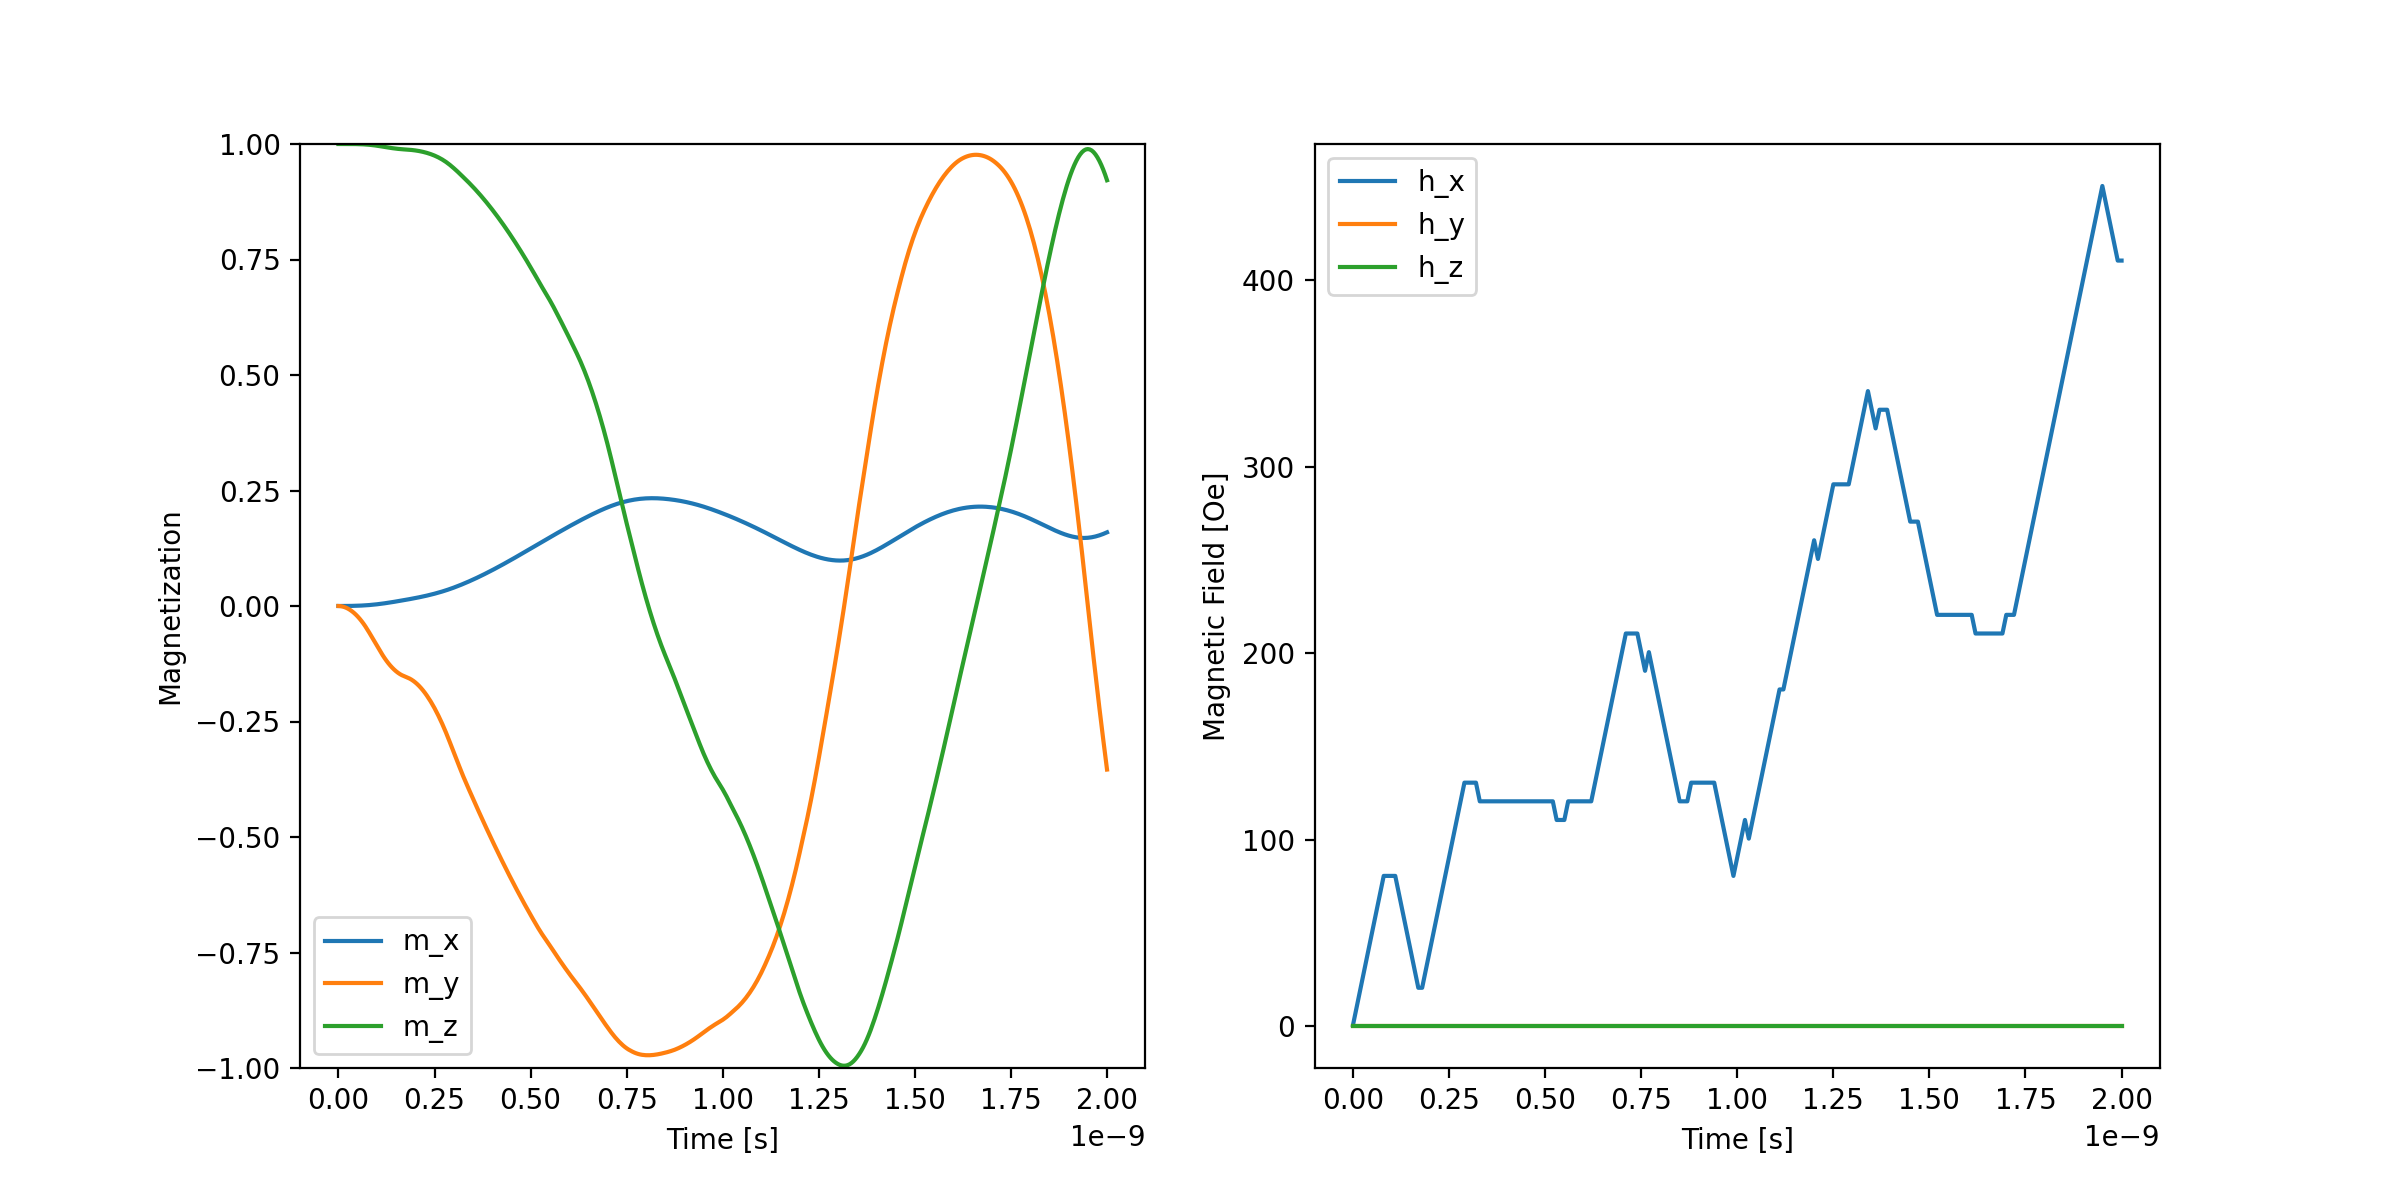 Magnetization
1.00
0.75
0.50
0.25
0.00
−0.25
−0.50
−0.75
−1.00
m_x
m_y
m_z
0.00 0.25 0.50 0.75 1.00 1.25 1.50 1.75 2.00
Time [s]
1e−9
Magnetic Field [Oe]
400
300
200
100
0
h_x
h_y
h_z
0.00 0.25 0.50 0.75 1.00 1.25 1.50 1.75 2.00
Time [s]
1e−9